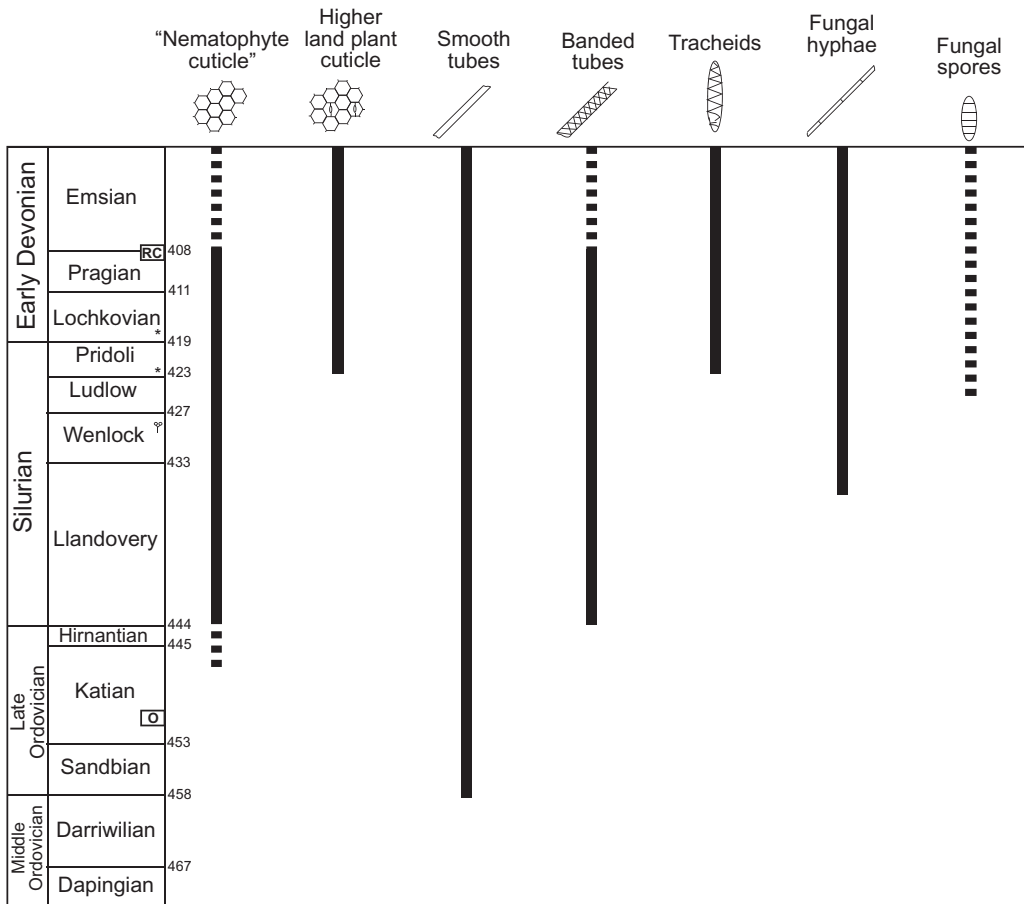 “Nematophyte
cuticle”
Higher
land plant
cuticle
Smooth
tubes
Banded
tubes
Tracheids
Fungal
hyphae
Fungal
spores
Early Devonian
Emsian
RC
408
Pragian
411
Lochkovian
*
419
Silurian
Pridoli
*
423
Ludlow
427
Wenlock
433
Llandovery
444
Late
Ordovician
Hirnantian
445
Katian
O
453
Sandbian
458
Middle
Ordovician
Darriwilian
467
Dapingian